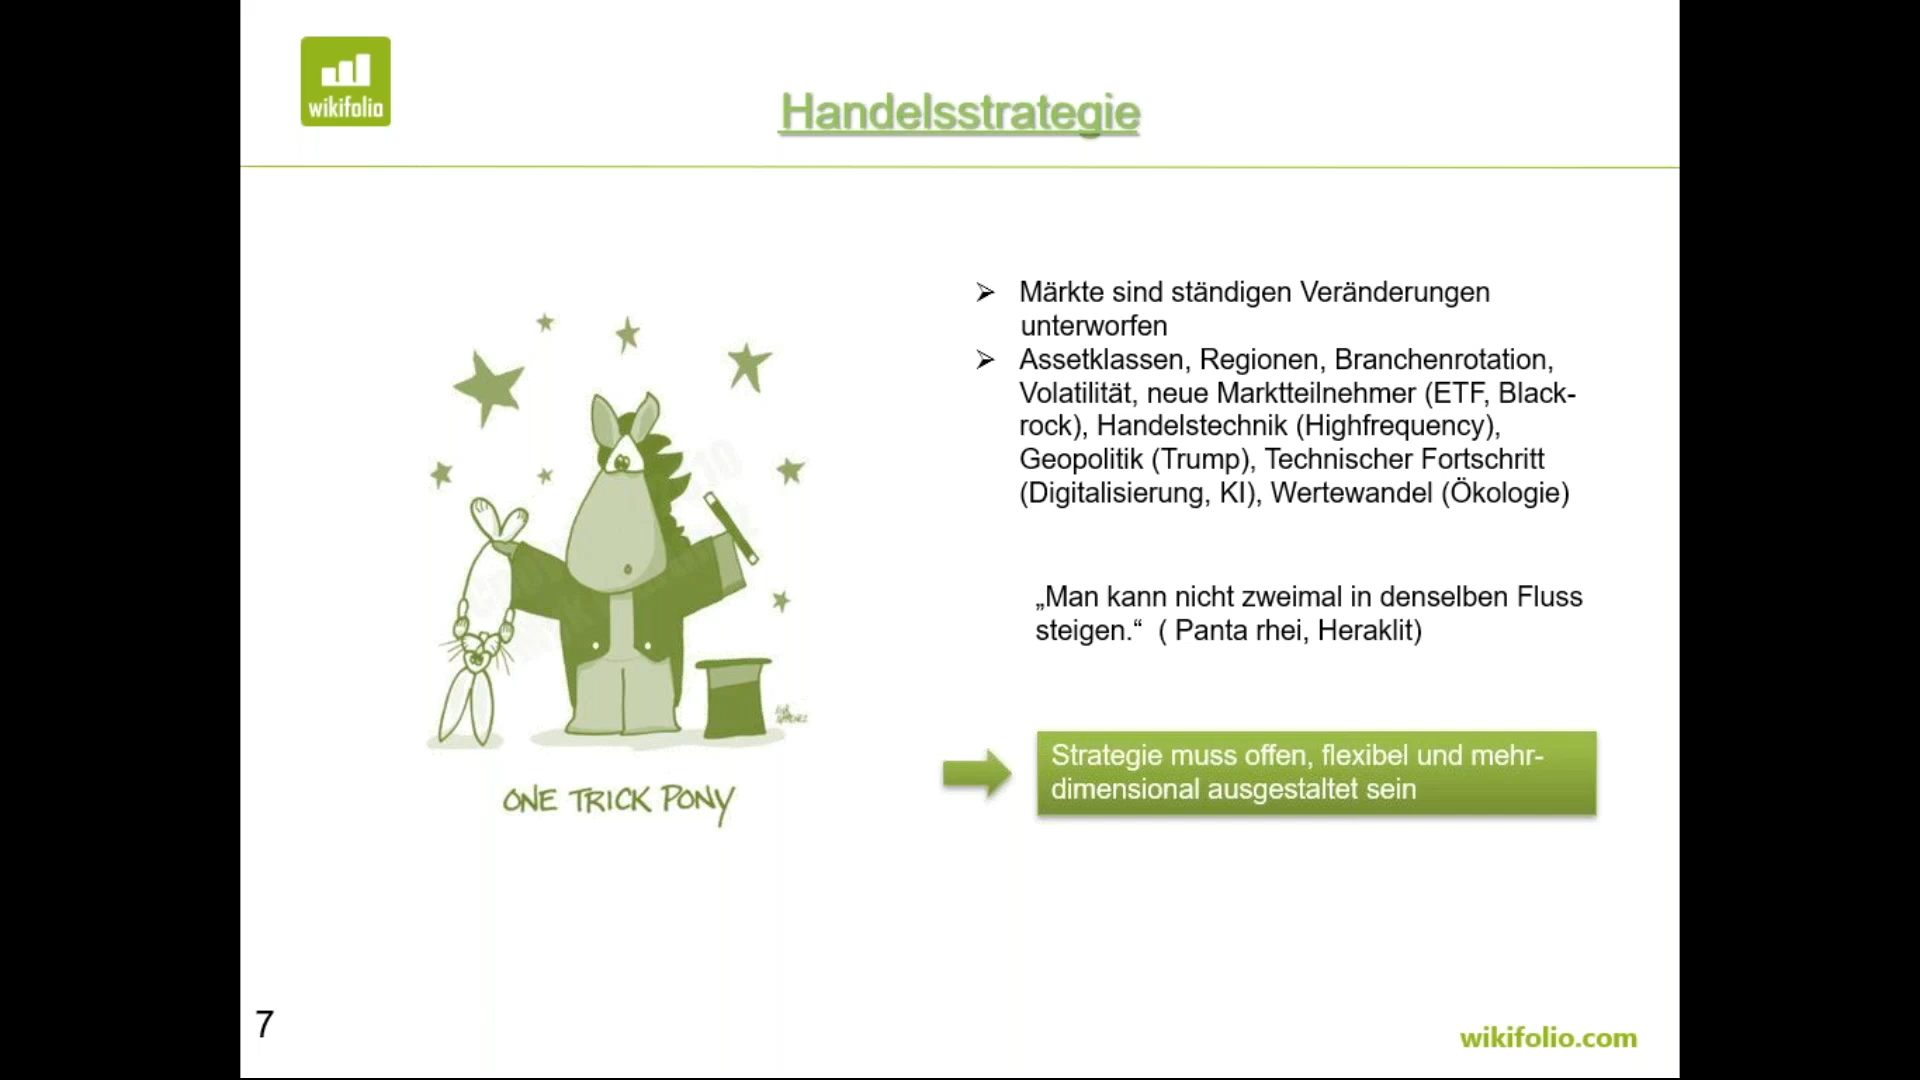 wikifolio
Handelsstrategie
➢ Märkte sind ständigen Veränderungen
unterworfen
➢ Assetklassen, Regionen, Branchenrotation,
Volatilität, neue Marktteilnehmer (ETF, Black-
rock), Handelstechnik (Highfrequency),
Geopolitik (Trump), Technischer Fortschritt
(Digitalisierung, KI), Wertewandel (Ökologie)
„Man kann nicht zweimal in denselben Fluss
steigen.“ ( Panta rhei, Heraklit)
Strategie muss offen, flexibel und mehr-
dimensional ausgestaltet sein
ONE TRICK PONY
7
wikifolio.com